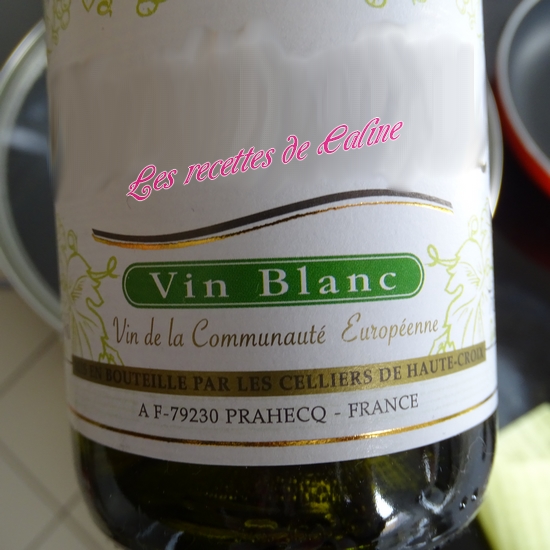 Les recettes de Caline
Vin Blanc
Vin de la Communauté Européenne
EN BOUTEILLE PAR LES CELLIERS DE HAUTE-CROIX
A F-79230 PRAHECQ - FRANCE